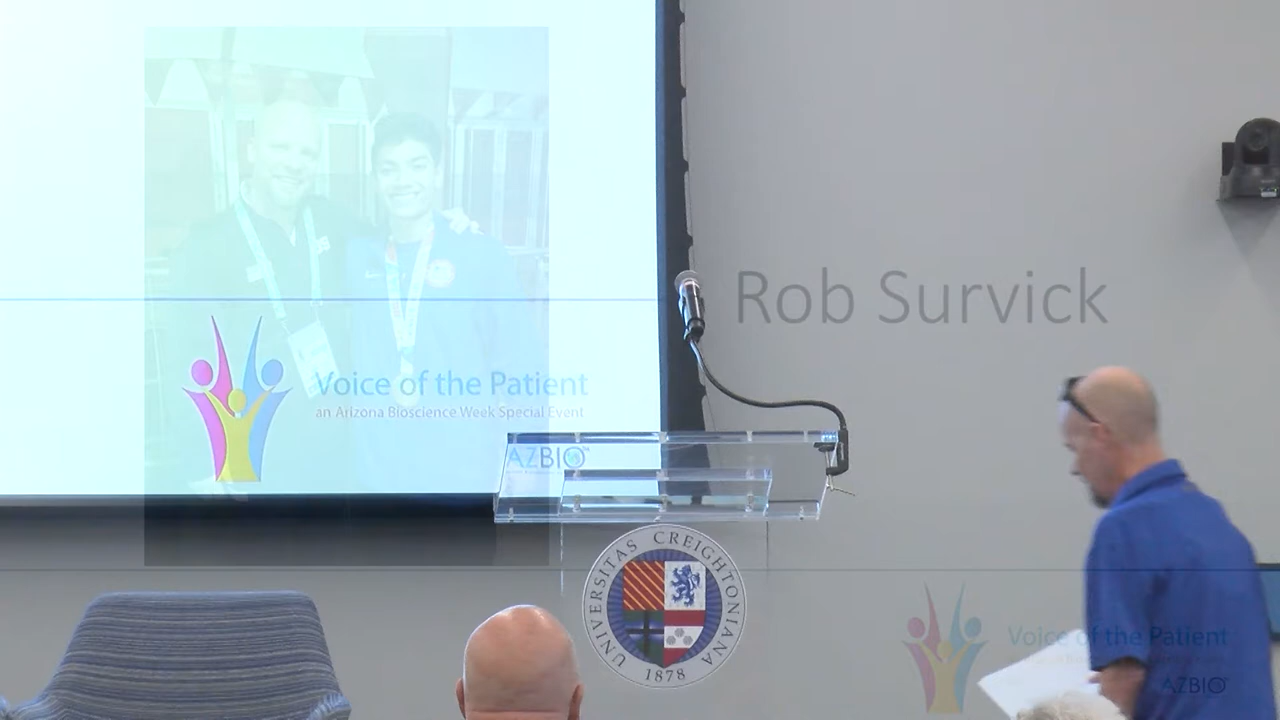 Rob Survick
Voice of the Patient
an Arizona Bioscience Week Special Event
AZBIO
UNIVERSITAS CREIGHTONIANA
1878
Voice of the Patient
AZBIO